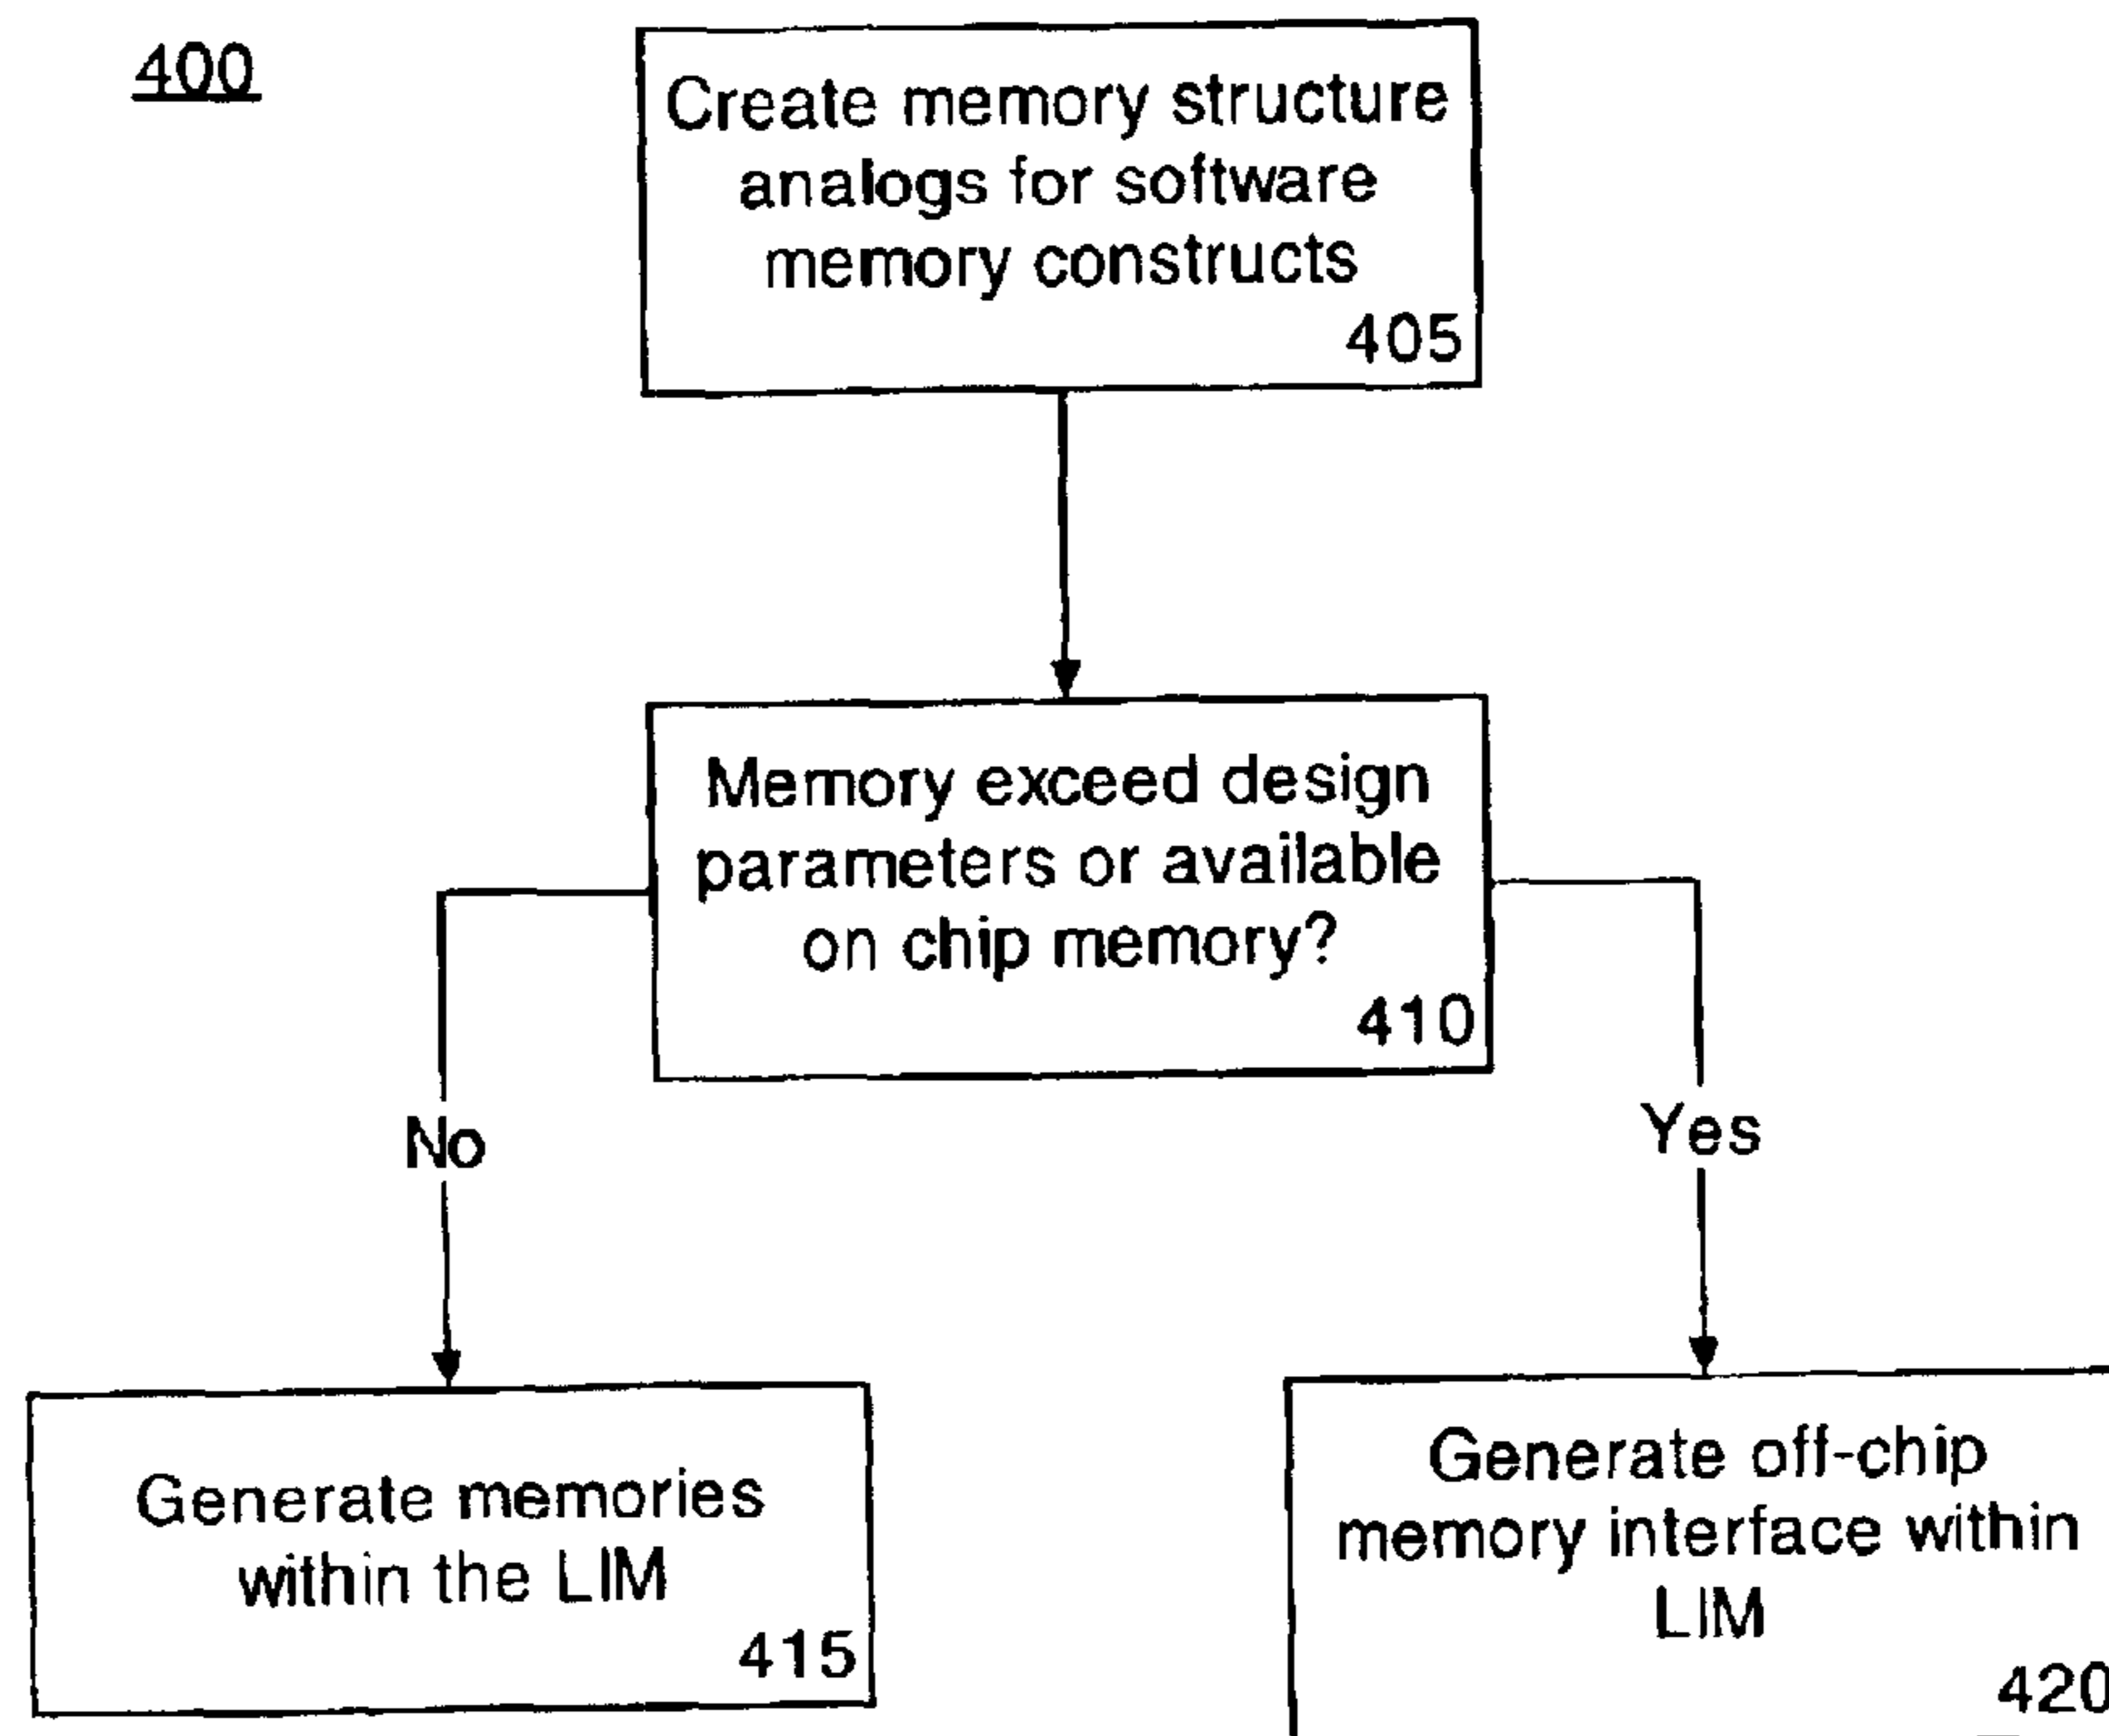 400
Create memory structure
analogs for software
memory constructs
405
Memory exceed design
parameters or available
on chip memory?
410
No
Yes
Generate memories
within the LIM
415
Generate off-chip
memory interface within
LIM
420